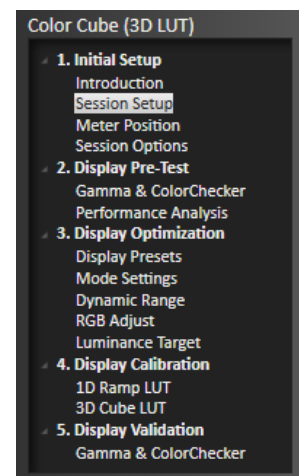 Color Cube (3D LUT)
1. Initial Setup
Introduction
Session Setup
Meter Position
Session Options
2. Display Pre-Test
Gamma & ColorChecker
Performance Analysis
3. Display Optimization
Display Presets
Mode Settings
Dynamic Range
RGB Adjust
Luminance Target
4. Display Calibration
1D Ramp LUT
3D Cube LUT
5. Display Validation
Gamma & ColorChecker